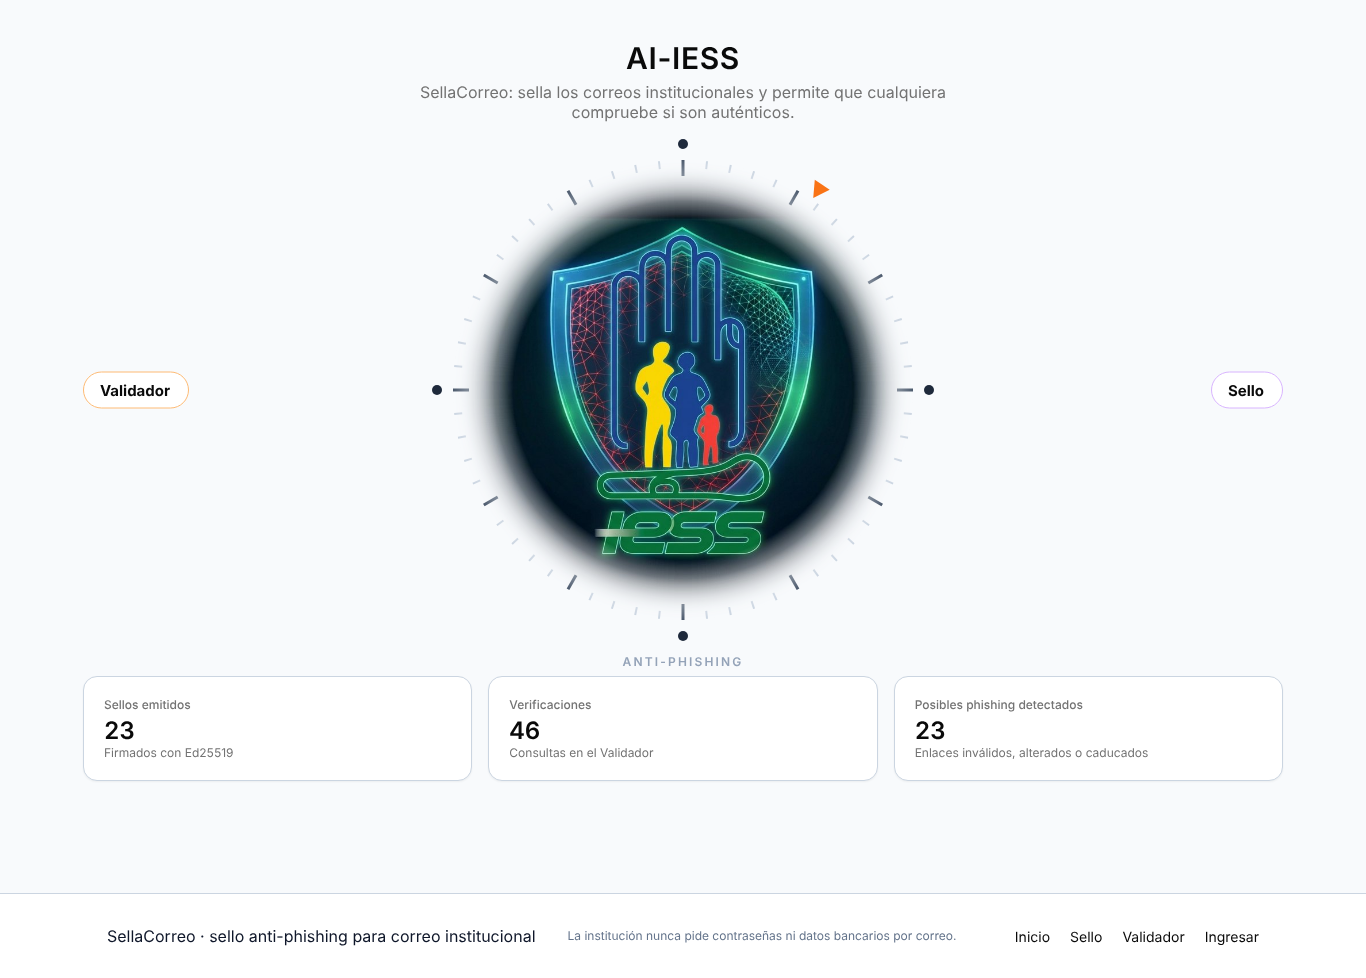 AI-IESS
SellaCorreo: sella los correos institucionales y permite que cualquiera
compruebe si son auténticos.
Validador
Sello
IESS
ANTI-PHISHING
Sellos emitidos
23
Firmados con Ed25519
Verificaciones
46
Consultas en el Validador
Posibles phishing detectados
23
Enlaces inválidos, alterados o caducados
SellaCorreo · sello anti-phishing para correo institucional
La institución nunca pide contraseñas ni datos bancarios por correo.
Inicio Sello Validador Ingresar